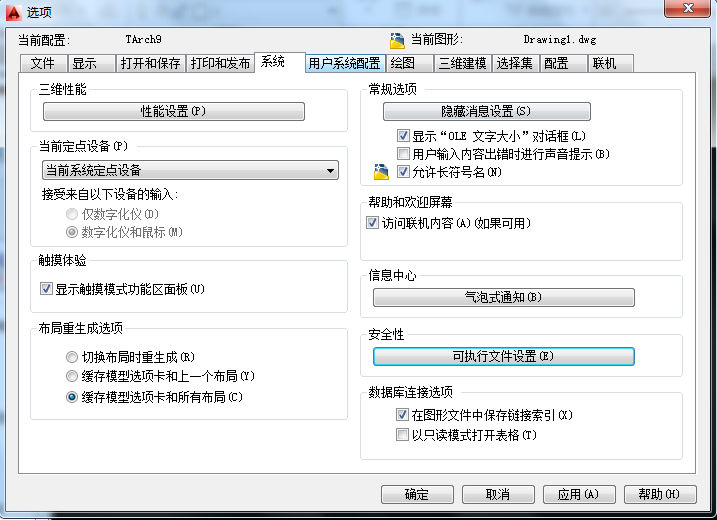 选项
当前配置: TArch9 当前图形: Drawing1.dwg
文件 显示 打开和保存 打印和发布 系统 用户系统配置 绘图 三维建模 选择集 配置 联机
三维性能
性能设置(P)
当前定点设备(P)
当前系统定点设备
接受来自以下设备的输入:
仅数字化仪(D)
数字化仪和鼠标(M)
触摸体验
显示触摸模式功能区面板(U)
布局重生成选项
切换布局时重生成(R)
缓存模型选项卡和上一个布局(Y)
缓存模型选项卡和所有布局(C)
常规选项
隐藏消息设置(S)
显示“OLE 文字大小”对话框(L)
用户输入内容出错时进行声音提示(B)
允许长符号名(N)
帮助和欢迎屏幕
访问联机内容(A)(如果可用)
信息中心
气泡式通知(B)
安全性
可执行文件设置(E)
数据库连接选项
在图形文件中保存链接索引(X)
以只读模式打开表格(T)
确定 取消 应用(A) 帮助(H)